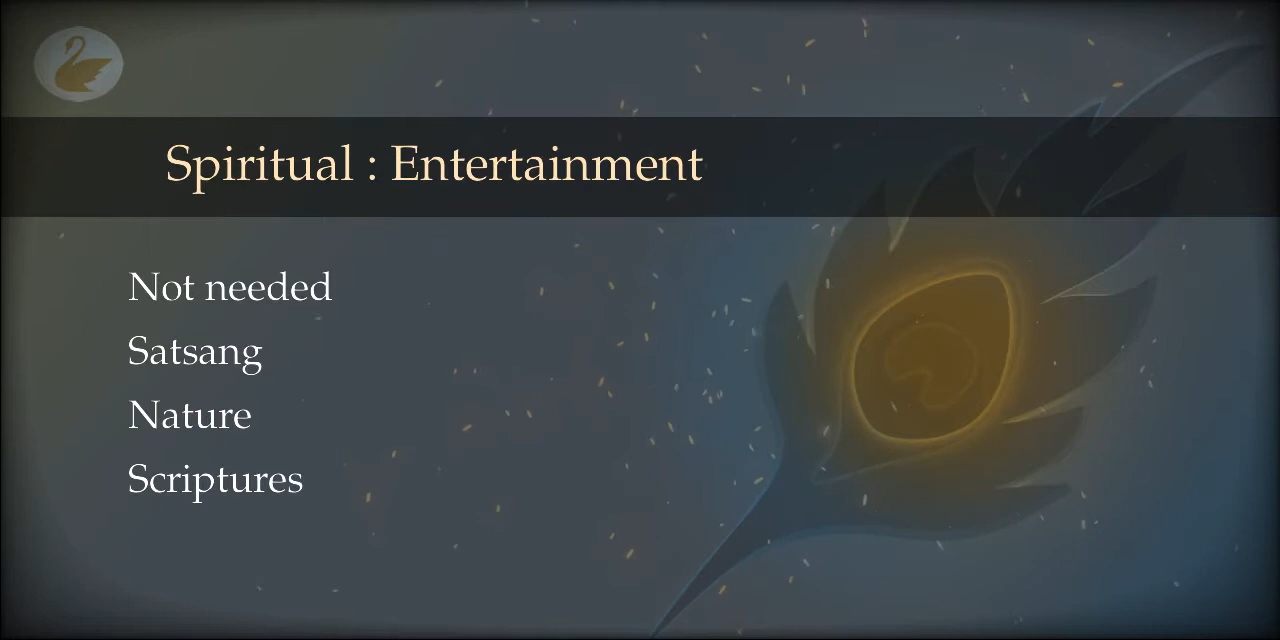 Spiritual : Entertainment
Not needed
Satsang
Nature
Scriptures